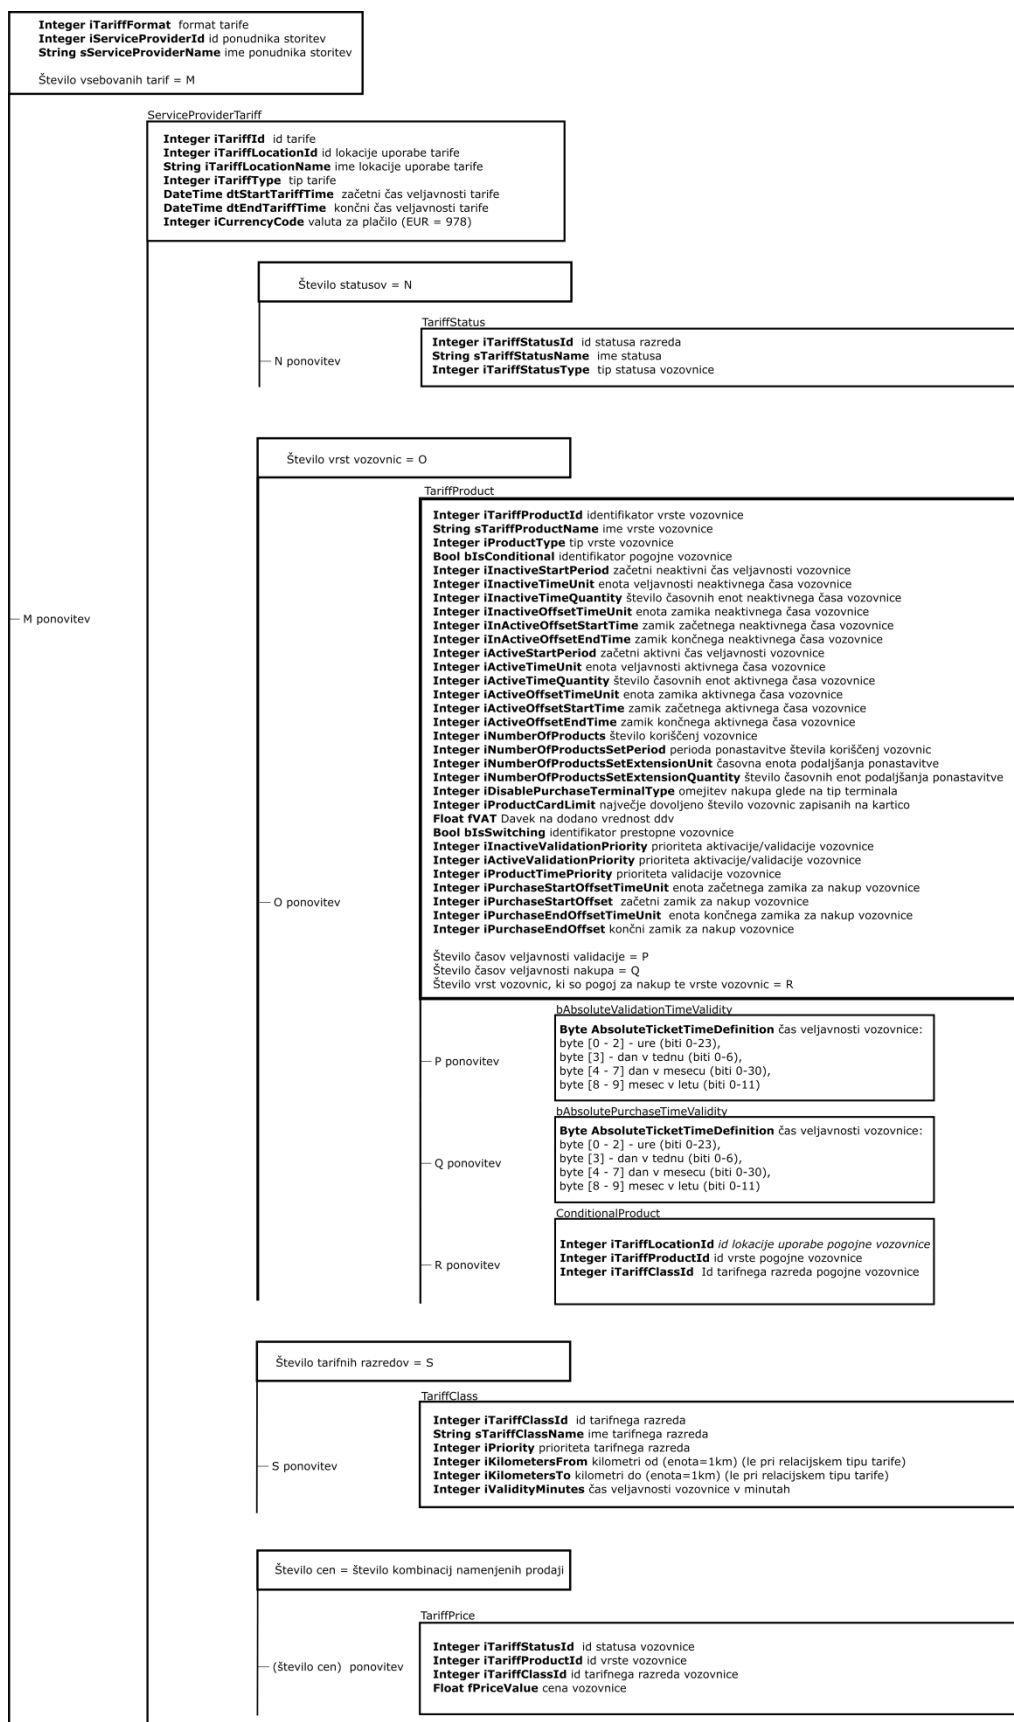 Integer iTariffFormat format tarife
Integer iServiceProviderId id ponudnika storitev
String sServiceProviderName ime ponudnika storitev
Število vsebovanih tarif = M
ServiceProviderTariff
Integer iTariffId id tarife
Integer iTariffLocationId id lokacije uporabe tarife
String iTariffLocationName ime lokacije uporabe tarife
Integer iTariffType tip tarife
DateTime dtStartTariffTime začetni čas veljavnosti tarife
DateTime dtEndTariffTime končni čas veljavnosti tarife
Integer iCurrencyCode valuta za plačilo (EUR = 978)
Število statusov = N
TariffStatus
Integer iTariffStatusId id statusa razreda
String sTariffStatusName ime statusa
Integer iTariffStatusType tip statusa vozovnice
N ponovitev
Število vrst vozovnic = O
TariffProduct
Integer iTariffProductId identifikator vrste vozovnice
String sTariffProductName ime vrste vozovnice
Integer iProductType tip vrste vozovnice
Bool bIsConditional identifikator pogojne vozovnice
Integer iInactiveStartPeriod začetni neaktivni čas veljavnosti vozovnice
Integer iInactiveTimeUnit enota veljavnosti neaktivnega časa vozovnice
Integer iInactiveTimeQuantity število časovnih enot neaktivnega časa vozovnice
Integer iInactiveOffsetTimeUnit enota zamika neaktivnega časa vozovnice
Integer iInActiveOffsetStartTime zamik začetnega neaktivnega časa vozovnice
Integer iInActiveOffsetEndTime zamik končnega neaktivnega časa vozovnice
Integer iActiveStartPeriod začetni aktivni čas veljavnosti vozovnice
Integer iActiveTimeUnit enota veljavnosti aktivnega časa vozovnice
Integer iActiveTimeQuantity število časovnih enot aktivnega časa vozovnice
Integer iActiveOffsetTimeUnit enota zamika aktivnega časa vozovnice
Integer iActiveOffsetStartTime zamik začetnega aktivnega časa vozovnice
Integer iActiveOffsetEndTime zamik končnega aktivnega časa vozovnice
Integer iNumberOfProducts število koriščenj vozovnice
Integer iNumberOfProductsSetPeriod perioda ponastavitve števila koriščenj vozovnic
Integer iNumberOfProductsSetExtensionUnit časovna enota podaljšanja ponastavitve
Integer iNumberOfProductsSetExtensionQuantity število časovnih enot podaljšanja ponastavitve
Integer iDisablePurchaseTerminalType omejitev nakupa glede na tip terminala
Integer iProductCardLimit največje dovoljeno število vozovnic zapisanih na kartico
Float fVAT Davek na dodano vrednost ddv
Bool bIsSwitching identifikator prestopne vozovnice
Integer iInactiveValidationPriority prioriteta aktivacije/validacije vozovnice
Integer iActiveValidationPriority prioriteta aktivacije/validacije vozovnice
Integer iProductTimePriority prioriteta validacije vozovnice
Integer iPurchaseStartOffsetTimeUnit enota začetnega zamika za nakup vozovnice
Integer iPurchaseStartOffset začetni zamik za nakup vozovnice
Integer iPurchaseEndOffsetTimeUnit enota končnega zamika za nakup vozovnice
Integer iPurchaseEndOffset končni zamik za nakup vozovnice
Število časov veljavnosti validacije = P
Število časov veljavnosti nakupa = Q
Število vrst vozovnic, ki so pogoj za nakup te vrste vozovnic = R
M ponovitev
O ponovitev
bAbsoluteValidationTimeValidity
Byte AbsoluteTicketTimeDefinition čas veljavnosti vozovnice:
byte [0 - 2] - ure (biti 0-23),
byte [3] - dan v tednu (biti 0-6),
byte [4 - 7] dan v mesecu (biti 0-30),
byte [8 - 9] mesec v letu (biti 0-11)
P ponovitev
bAbsolutePurchaseTimeValidity
Byte AbsoluteTicketTimeDefinition čas veljavnosti vozovnice:
byte [0 - 2] - ure (biti 0-23),
byte [3] - dan v tednu (biti 0-6),
byte [4 - 7] dan v mesecu (biti 0-30),
byte [8 - 9] mesec v letu (biti 0-11)
Q ponovitev
ConditionalProduct
Integer iTariffLocationId id lokacije uporabe pogojne vozovnice
Integer iTariffProductId id vrste pogojne vozovnice
Integer iTariffClassId Id tarifnega razreda pogojne vozovnice
R ponovitev
Število tarifnih razredov = S
TariffClass
Integer iTariffClassId id tarifnega razreda
String sTariffClassName ime tarifnega razreda
Integer iPriority prioriteta tarifnega razreda
Integer iKilometersFrom kilometri od (enota=1km) (le pri relacijskem tipu tarife)
Integer iKilometersTo kilometri do (enota=1km) (le pri relacijskem tipu tarife)
Integer iValidityMinutes čas veljavnosti vozovnice v minutah
S ponovitev
Število cen = število kombinacij namenjenih prodaji
TariffPrice
Integer iTariffStatusId id statusa vozovnice
Integer iTariffProductId id vrste vozovnice
Integer iTariffClassId id tarifnega razreda vozovnice
Float fPriceValue cena vozovnice
(število cen) ponovitev